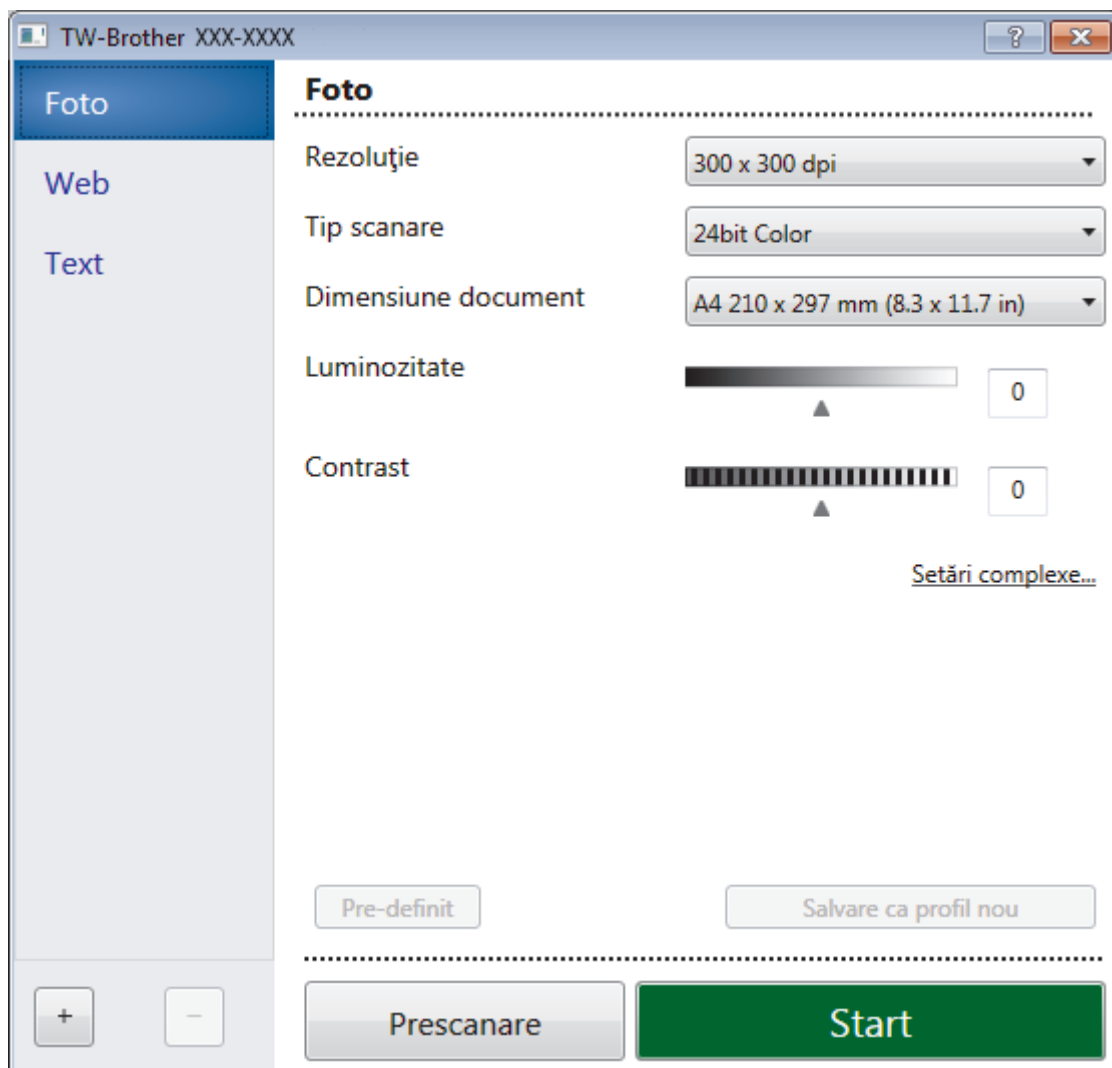 TW-Brother XXX-XXXX
?
Foto
Web
Text
Foto
Rezoluţie 300 x 300 dpi
Tip scanare 24bit Color
Dimensiune document A4 210 x 297 mm (8.3 x 11.7 in)
Luminozitate 0
Contrast 0
Setări complexe...
Pre-definit Salvare ca profil nou
+ − Prescanare Start